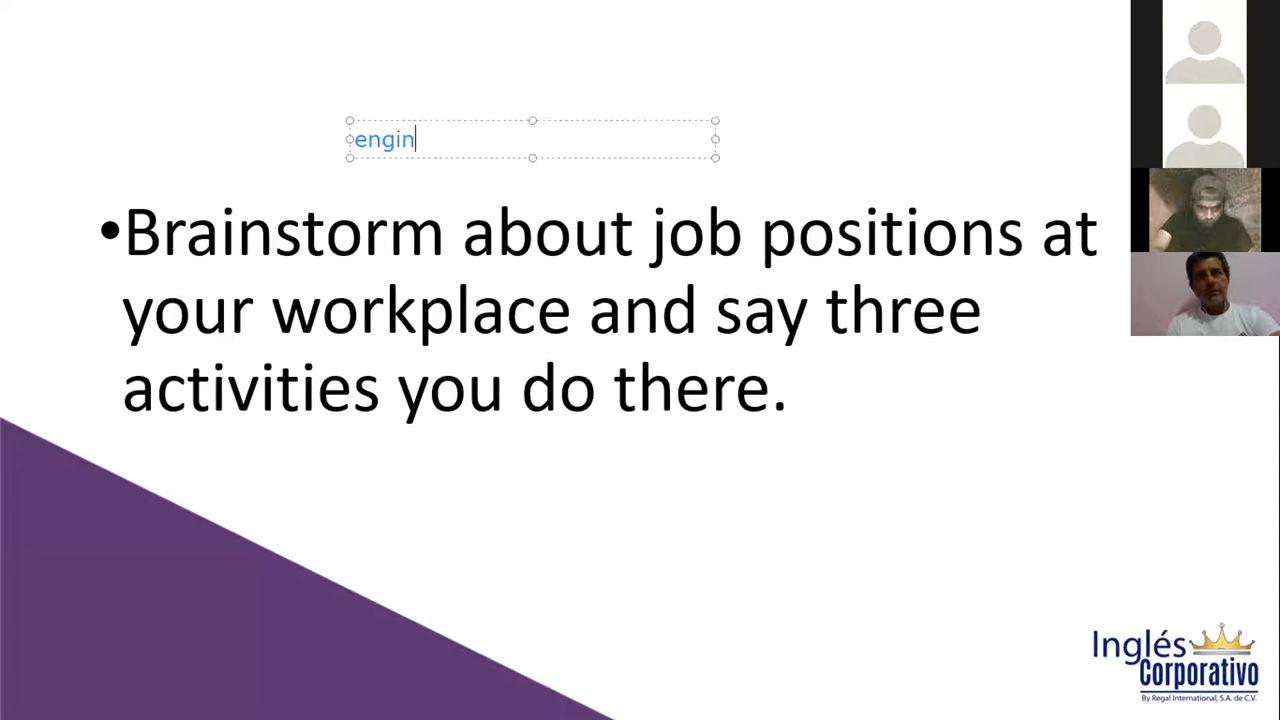 engin
•Brainstorm about job positions at
your workplace and say three
activities you do there.
Inglés
Corporativo
By Regal International, S.A. de C.V.